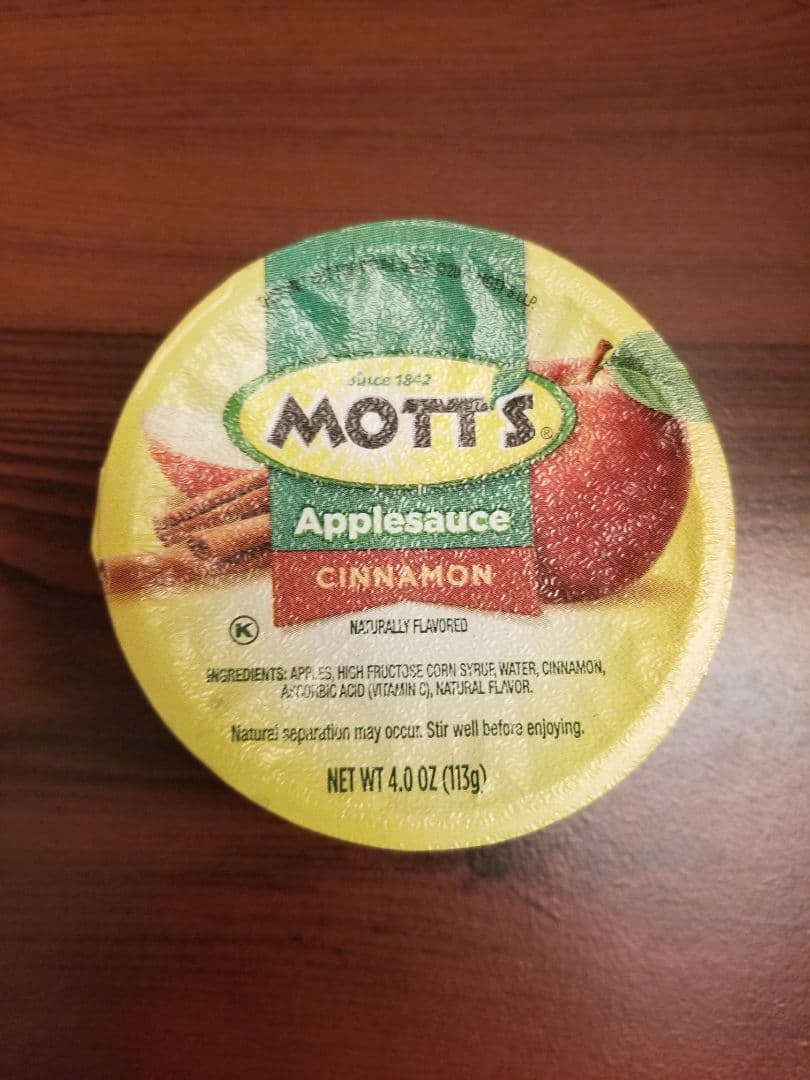 since 1842
MOTT'S®
Applesauce
CINNAMON
K
NATURALLY FLAVORED
INGREDIENTS: APPLES, HIGH FRUCTOSE CORN SYRUP, WATER, CINNAMON,
ASCORBIC ACID (VITAMIN C), NATURAL FLAVOR.
Natural separation may occur. Stir well before enjoying.
NET WT 4.0 OZ (113g)